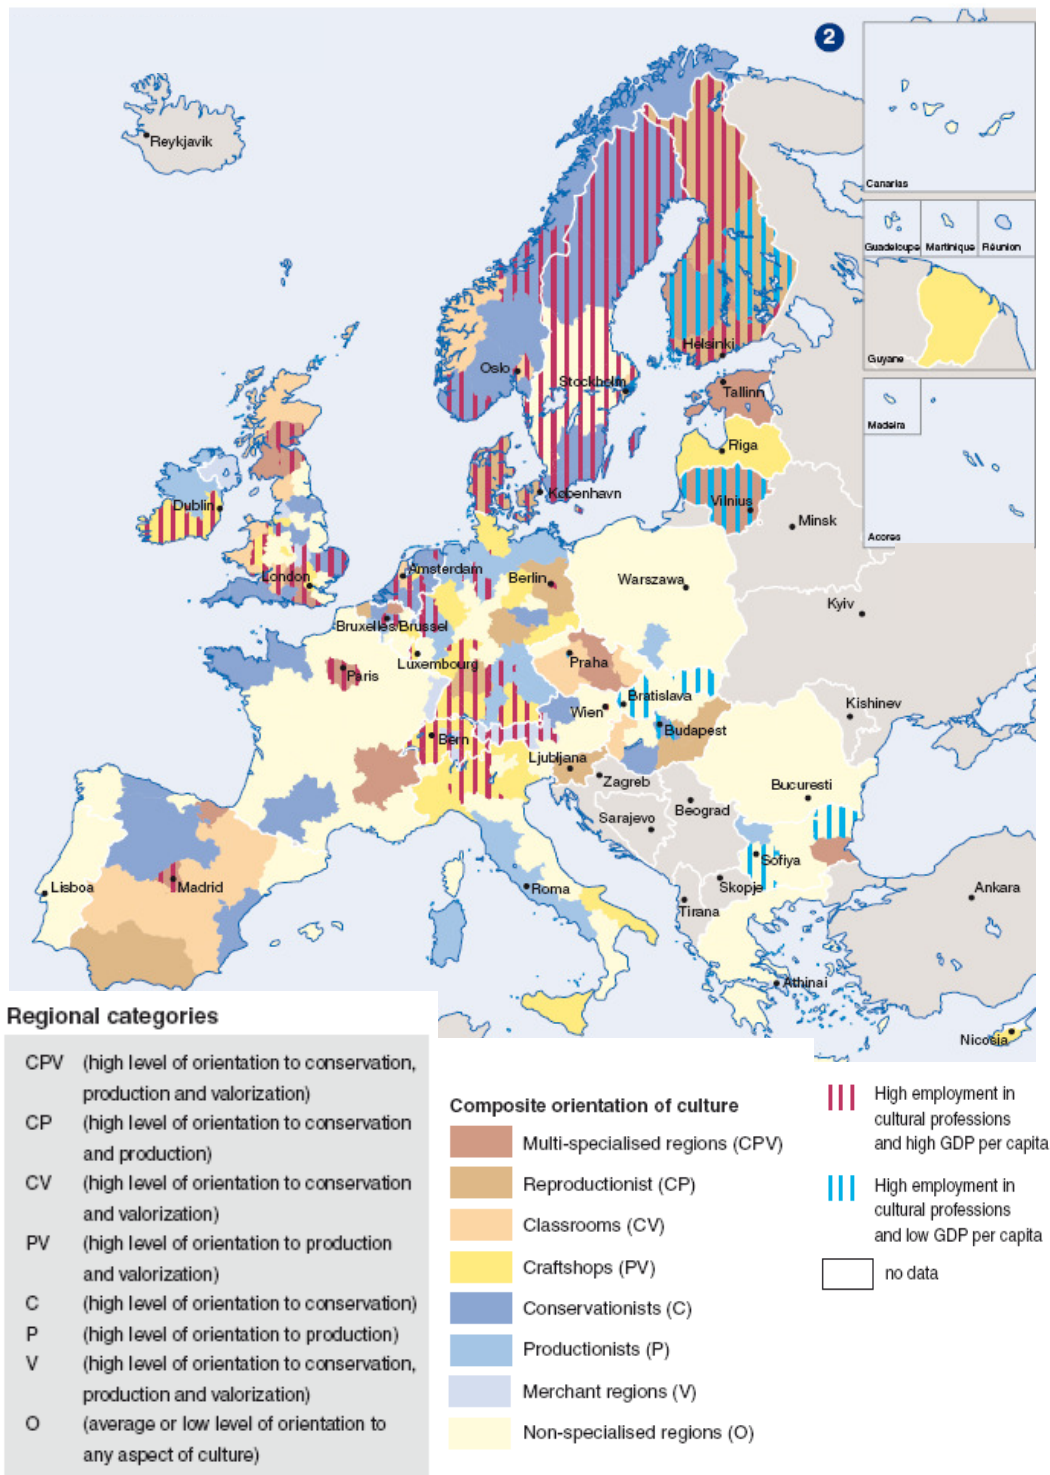 2
Reykjavik
Canarias
Guadeloupe
Martinique
Réunion
Guyane
Madeira
Acores
Helsinki
Oslo
Stockholm
Tallinn
Riga
København
Vilnius
Minsk
Dublin
London
Amsterdam
Berlin
Warszawa
Kyiv
Bruxelles/Brussel
Luxembourg
Praha
Paris
Bratislava
Wien
Kishinev
Budapest
Bern
Ljubljana
Zagreb
Bucuresti
Beograd
Sarajevo
Sofiya
Lisboa
Madrid
Roma
Skopje
Ankara
Tirana
Athinai
Nicosia
Regional categories
CPV (high level of orientation to conservation,
production and valorization)
CP (high level of orientation to conservation
and production)
CV (high level of orientation to conservation
and valorization)
PV (high level of orientation to production
and valorization)
C (high level of orientation to conservation)
P (high level of orientation to production)
V (high level of orientation to conservation,
production and valorization)
O (average or low level of orientation to
any aspect of culture)
Composite orientation of culture
Multi-specialised regions (CPV)
Reproductionist (CP)
Classrooms (CV)
Craftshops (PV)
Conservationists (C)
Productionists (P)
Merchant regions (V)
Non-specialised regions (O)
High employment in
cultural professions
and high GDP per capita
High employment in
cultural professions
and low GDP per capita
no data